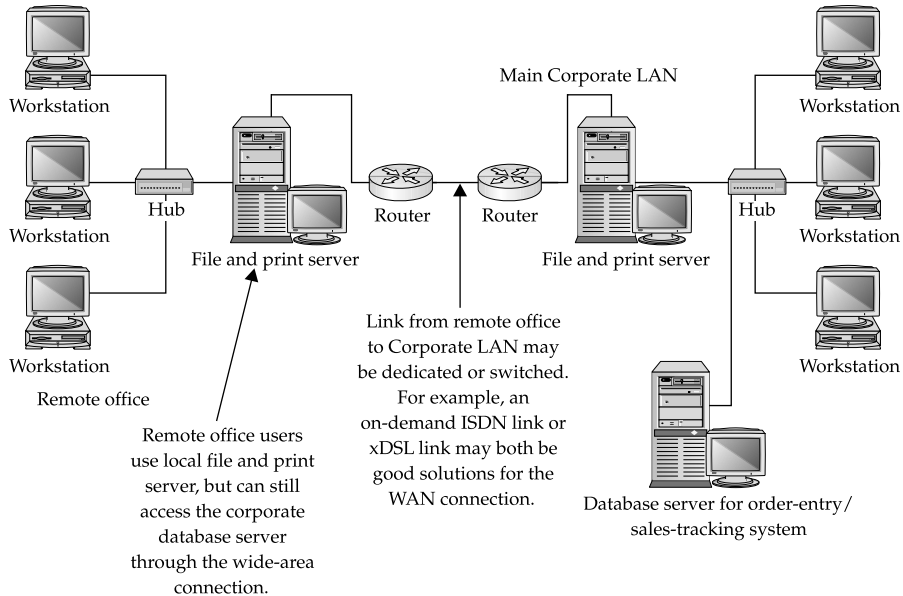 Main Corporate LAN
Workstation
Workstation
Hub
Router
Router
Hub
Workstation
Workstation
File and print server
File and print server
Workstation
Workstation
Remote office
Link from remote office
to Corporate LAN may
be dedicated or switched.
For example, an
on-demand ISDN link or
xDSL link may both be
good solutions for the
WAN connection.
Remote office users
use local file and print
server, but can still
access the corporate
database server
through the wide-area
connection.
Database server for order-entry/
sales-tracking system